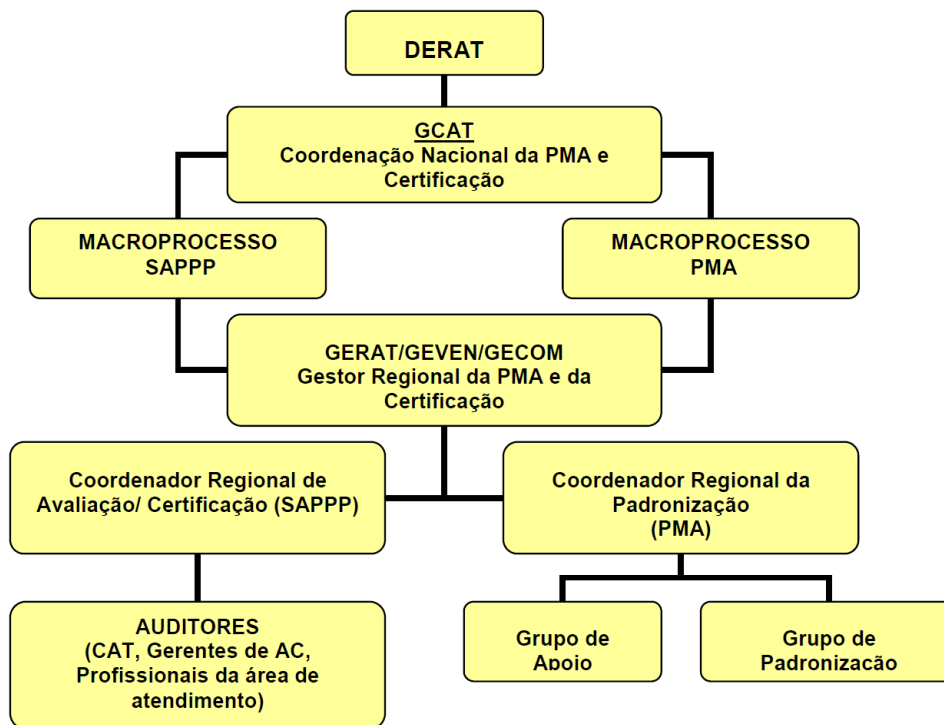 DERAT
GCAT
Coordenação Nacional da PMA e
Certificação
MACROPROCESSO
SAPPP
MACROPROCESSO
PMA
GERAT/GEVEN/GECOM
Gestor Regional da PMA e da
Certificação
Coordenador Regional de
Avaliação/ Certificação (SAPPP)
Coordenador Regional da
Padronização
(PMA)
AUDITORES
(CAT, Gerentes de AC,
Profissionais da área de
atendimento)
Grupo de
Apoio
Grupo de
Padronização